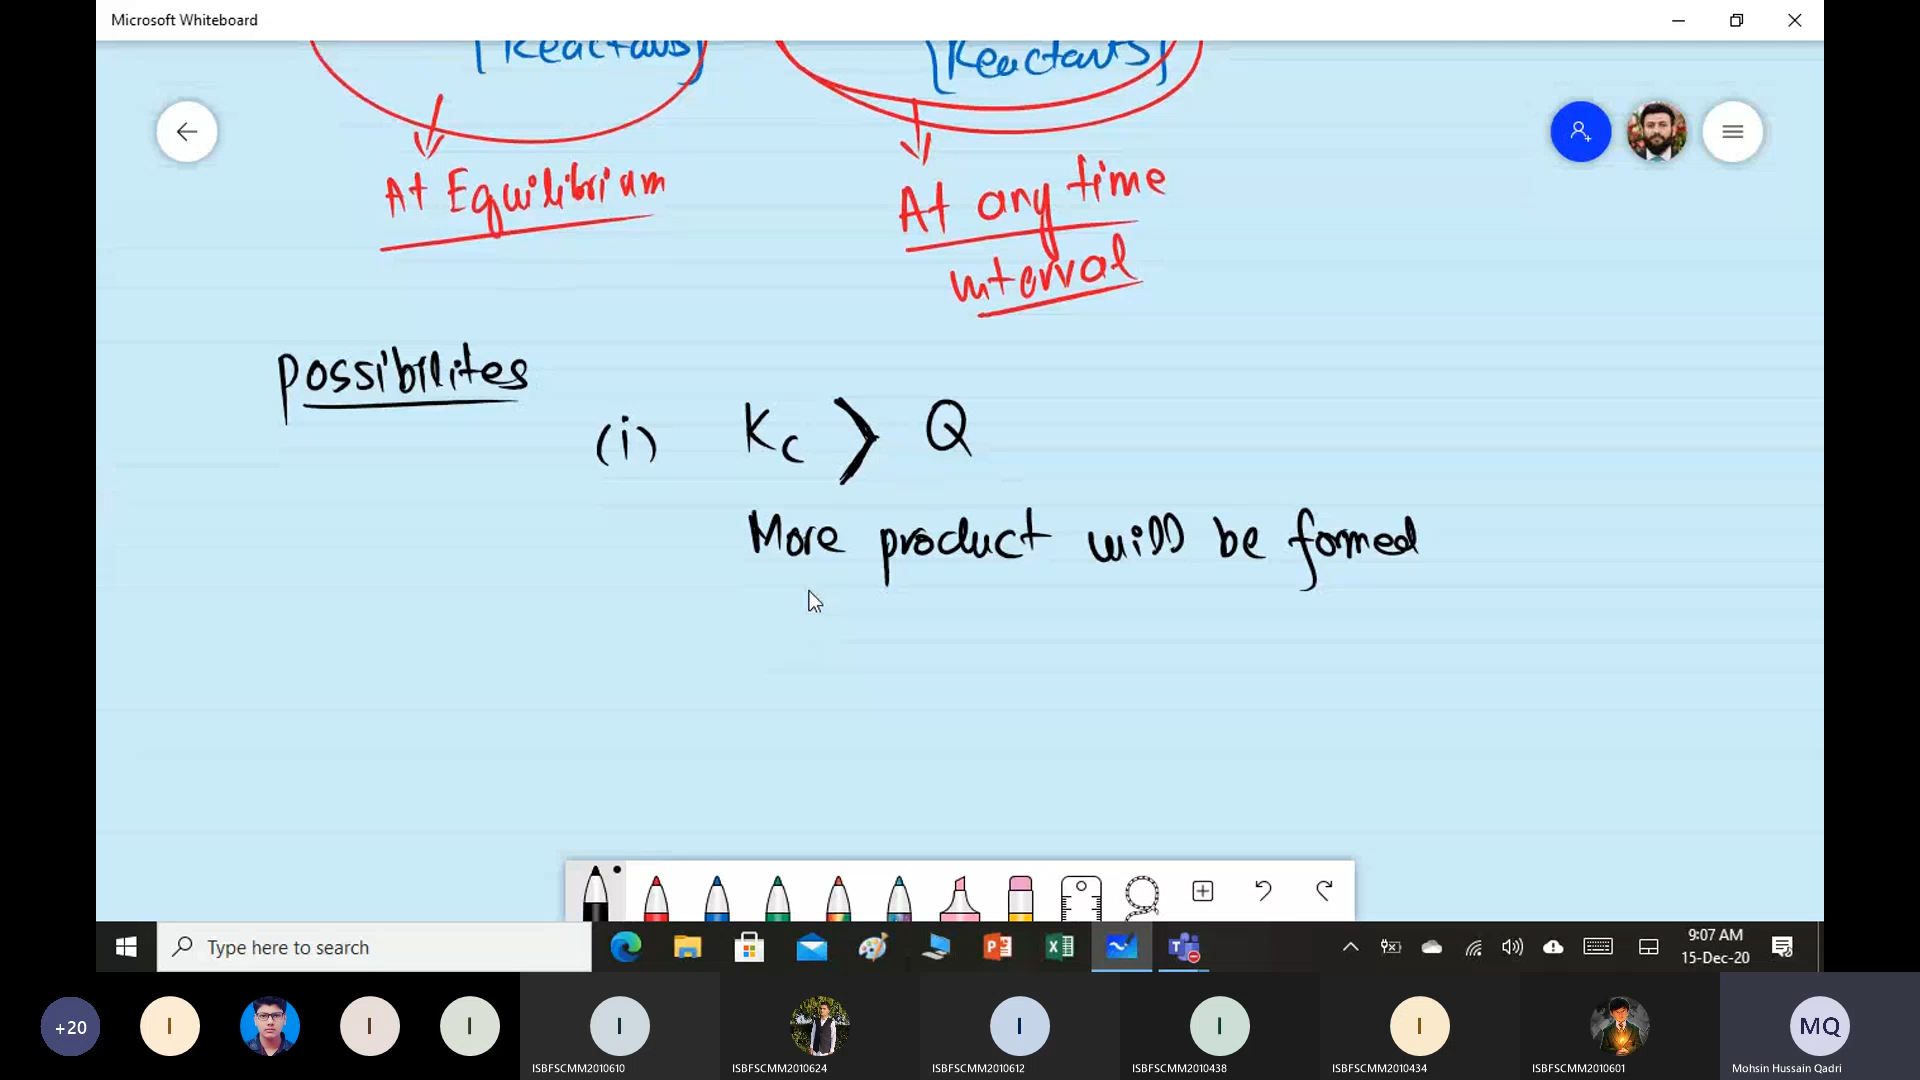 Microsoft Whiteboard
[Reactants] [Reactants]
At Equilibrium
At any time
interval
Possibilites
(i) Kc > Q
More product will be formed
Type here to search
9:07 AM
15-Dec-20
+20 I I I I I I I I MQ
ISBFSCMM2010610 ISBFSCMM2010624 ISBFSCMM2010612 ISBFSCMM2010438 ISBFSCMM2010434 ISBFSCMM2010601 Mohsin Hussain Qadri